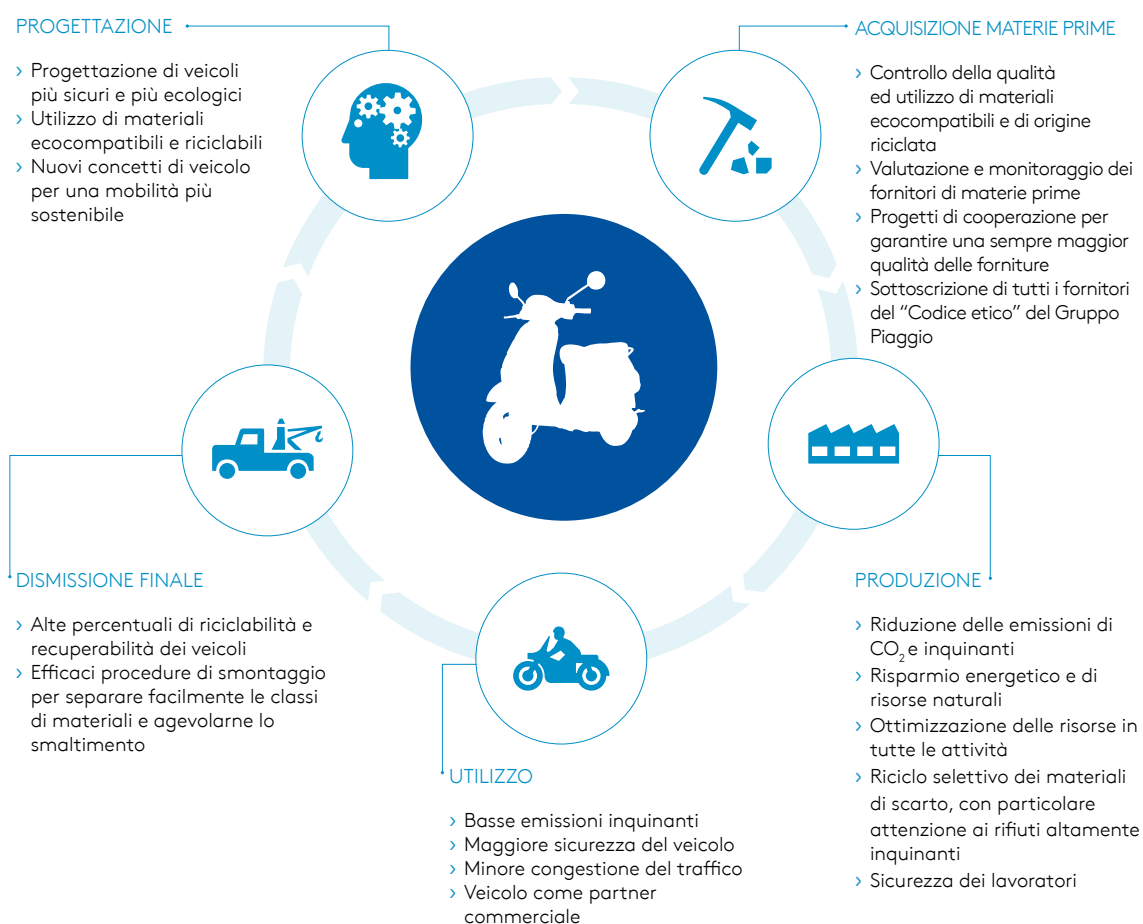 PROGETTAZIONE
› Progettazione di veicoli
più sicuri e più ecologici
› Utilizzo di materiali
ecocompatibili e riciclabili
› Nuovi concetti di veicolo
per una mobilità più
sostenibile
ACQUISIZIONE MATERIE PRIME
› Controllo della qualità
ed utilizzo di materiali
ecocompatibili e di origine
riciclata
› Valutazione e monitoraggio dei
fornitori di materie prime
› Progetti di cooperazione per
garantire una sempre maggior
qualità delle forniture
› Sottoscrizione di tutti i fornitori
del “Codice etico” del Gruppo
Piaggio
DISMISSIONE FINALE
› Alte percentuali di riciclabilità e
recuperabilità dei veicoli
› Efficaci procedure di smontaggio
per separare facilmente le classi
di materiali e agevolarne lo
smaltimento
UTILIZZO
› Basse emissioni inquinanti
› Maggiore sicurezza del veicolo
› Minore congestione del traffico
› Veicolo come partner
commerciale
PRODUZIONE
› Riduzione delle emissioni di
CO₂ e inquinanti
› Risparmio energetico e di
risorse naturali
› Ottimizzazione delle risorse in
tutte le attività
› Riciclo selettivo dei materiali
di scarto, con particolare
attenzione ai rifiuti altamente
inquinanti
› Sicurezza dei lavoratori